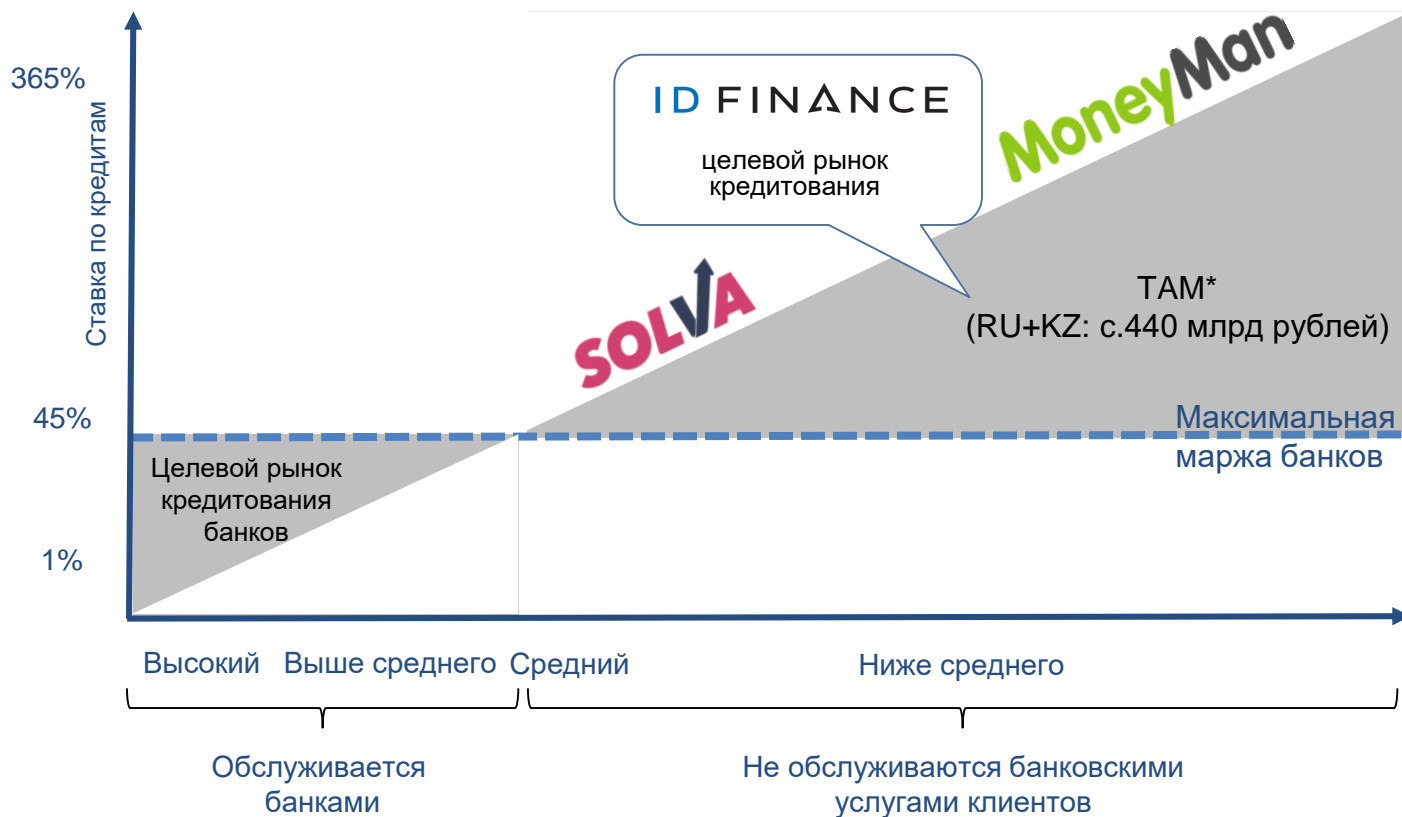 365%
Ставка по кредитам
45%
1%
ID FINANCE
целевой рынок
кредитования
MoneyMan
SOLVA
TAM*
(RU+KZ: c.440 млрд рублей)
Максимальная
маржа банков
Целевой рынок
кредитования
банков
Высокий
Выше среднего
Средний
Ниже среднего
Обслуживается
банками
Не обслуживаются банковскими
услугами клиентов